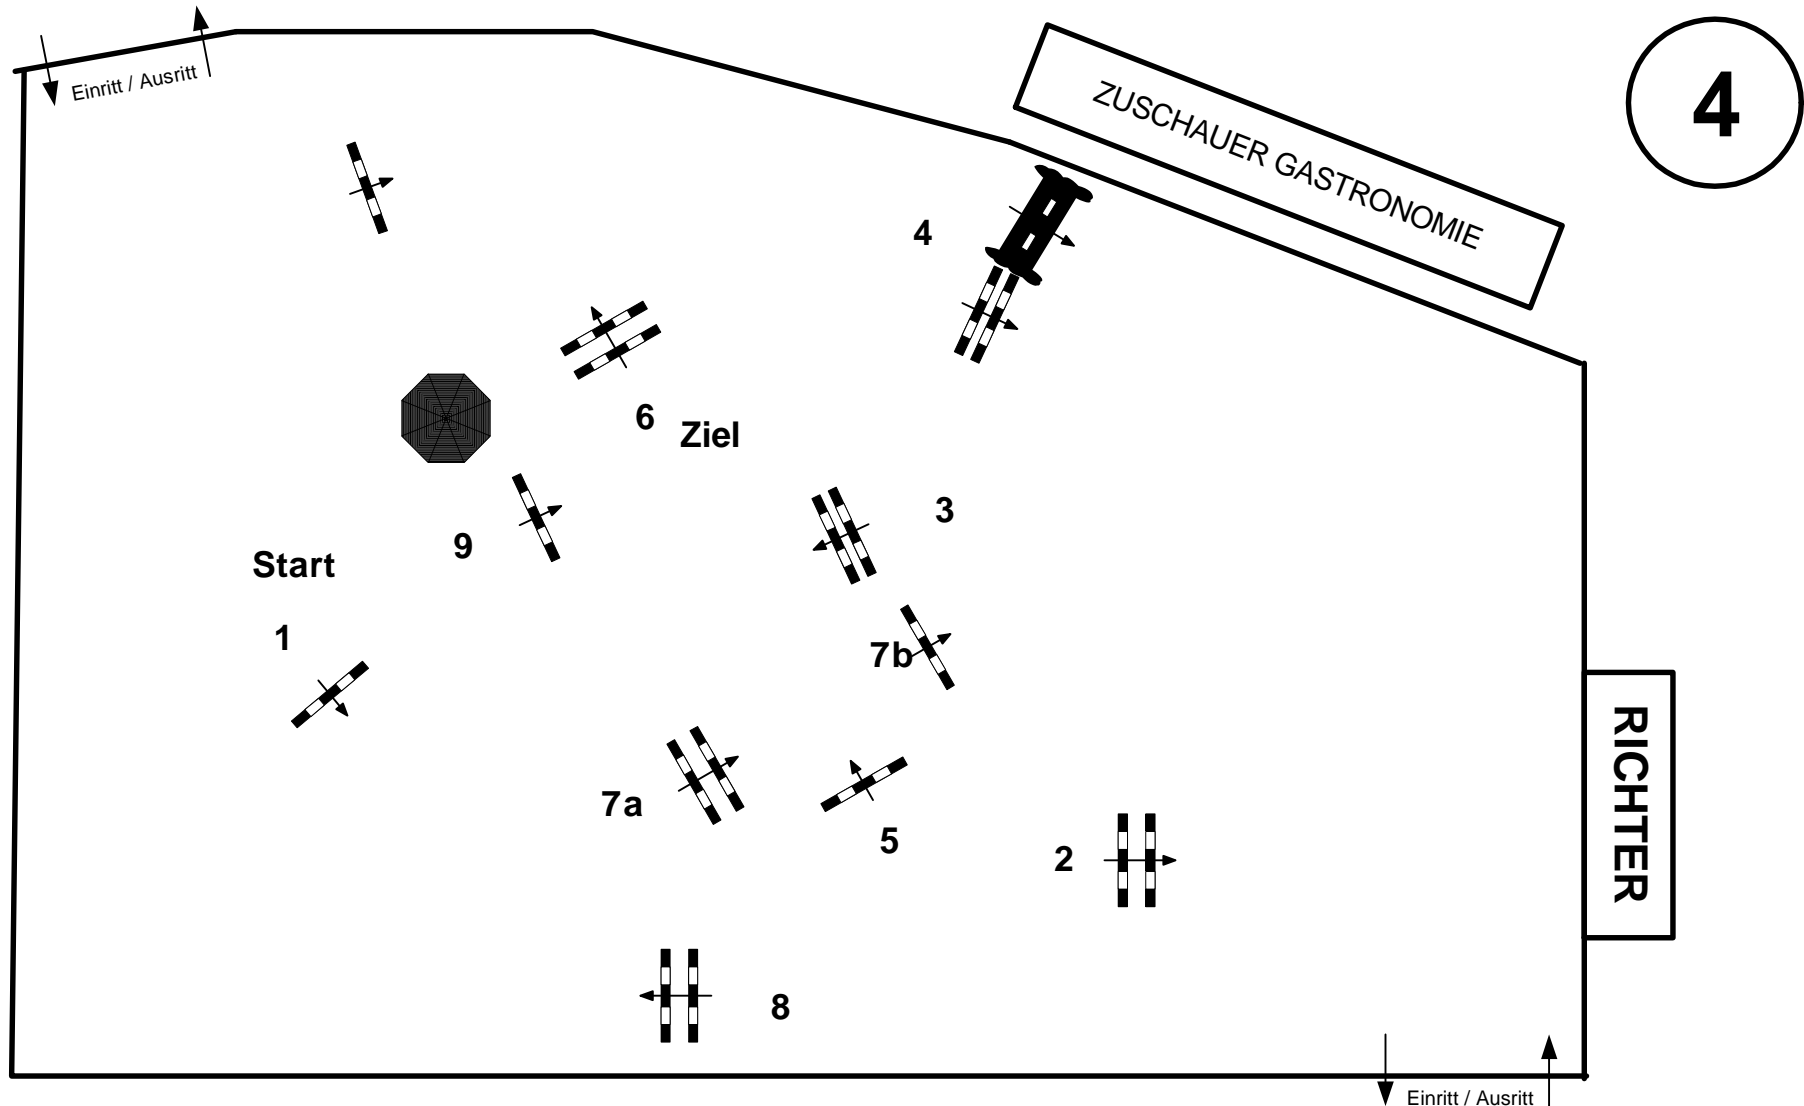 Einritt / Ausritt
ZUSCHAUER GASTRONOMIE
4
4
6
Ziel
3
9
Start
1
7b
7a
5
2
RICHTER
8
Einritt / Ausritt